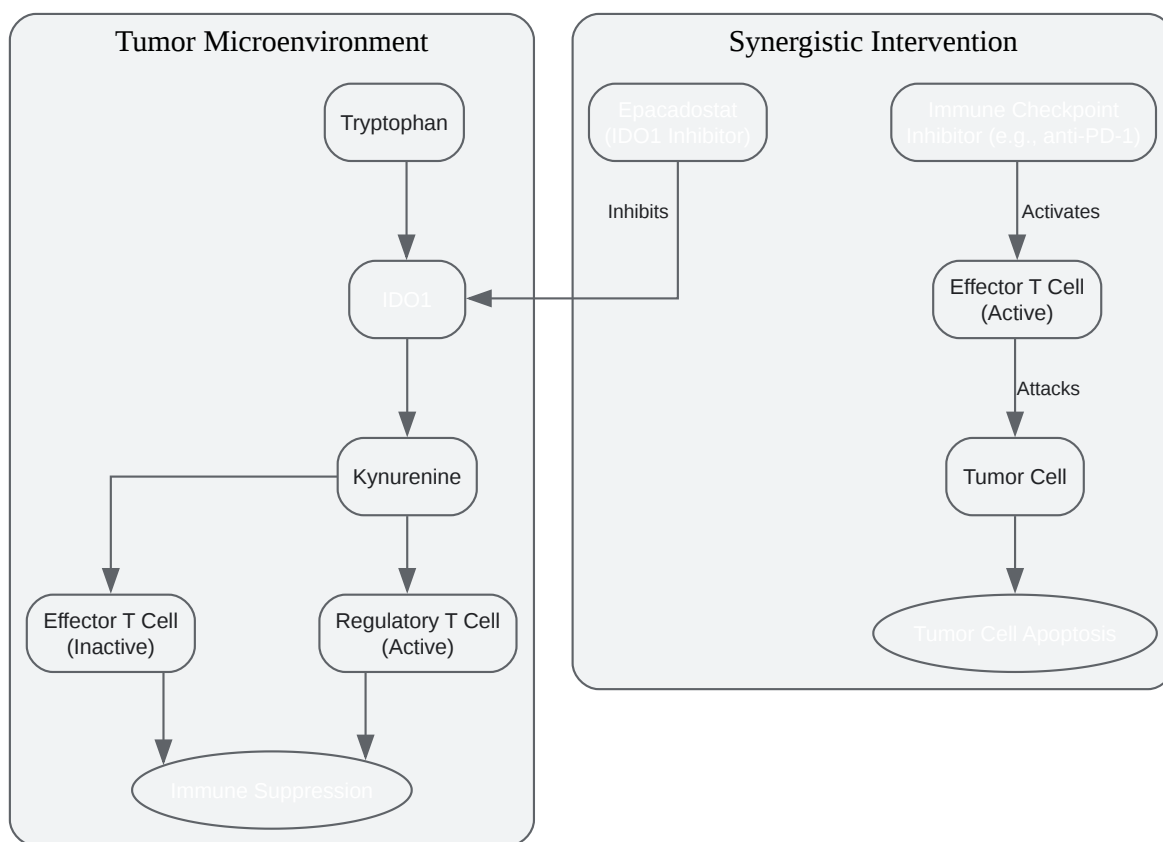 Tumor Microenvironment
Tryptophan
IDO1
Kynurenine
Effector T Cell
(Inactive)
Regulatory T Cell
(Active)
Immune Suppression
Synergistic Intervention
Epacadostat
(IDO1 Inhibitor)
Inhibits
Immune Checkpoint
Inhibitor (e.g., anti-PD-1)
Activates
Effector T Cell
(Active)
Attacks
Tumor Cell
Tumor Cell Apoptosis